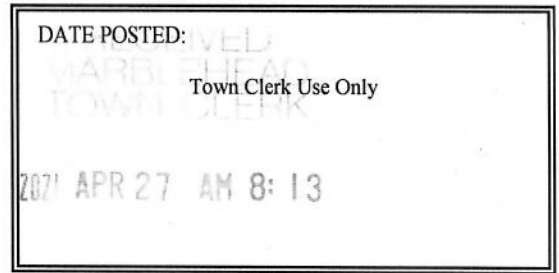 DATE POSTED:
RECEIVED
MARBLEHEAD
TOWN CLERK
Town Clerk Use Only
2021 APR 27 AM 8: 13